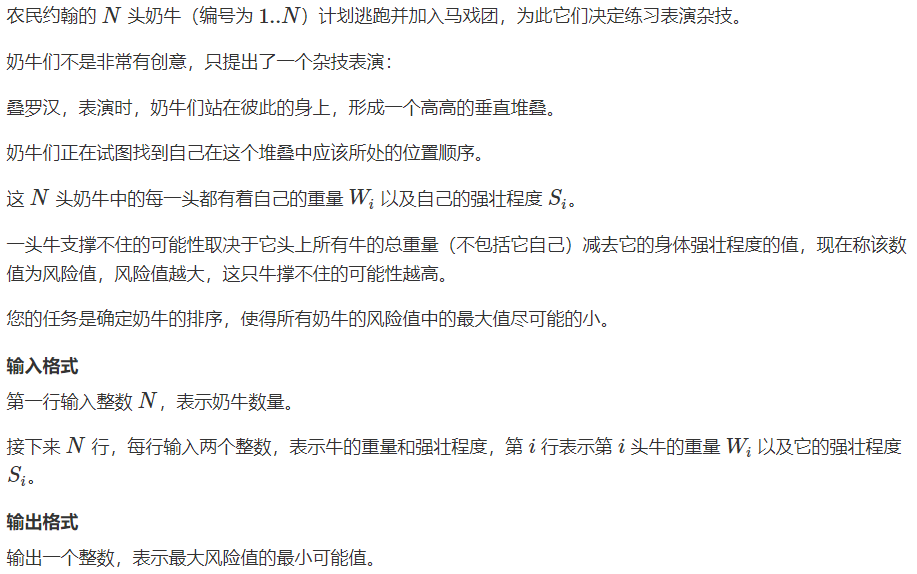 农民约翰的 N 头奶牛（编号为 1..N）计划逃跑并加入马戏团，为此它们决定练习表演杂技。
奶牛们不是非常有创意，只提出了一个杂技表演：
叠罗汉，表演时，奶牛们站在彼此的身上，形成一个高高的垂直堆叠。
奶牛们正在试图找到自己在这个堆叠中应该所处的位置顺序。
这 N 头奶牛中的每一头都有着自己的重量 Wᵢ 以及自己的强壮程度 Sᵢ。
一头牛支撑不住的可能性取决于它头上所有牛的总重量（不包括它自己）减去它的身体强壮程度的值，现在称该数
值为风险值，风险值越大，这只牛撑不住的可能性越高。
您的任务是确定奶牛的排序，使得所有奶牛的风险值中的最大值尽可能的小。
输入格式
第一行输入整数 N，表示奶牛数量。
接下来 N 行，每行输入两个整数，表示牛的重量和强壮程度，第 i 行表示第 i 头牛的重量 Wᵢ 以及它的强壮程度
Sᵢ。
输出格式
输出一个整数，表示最大风险值的最小可能值。